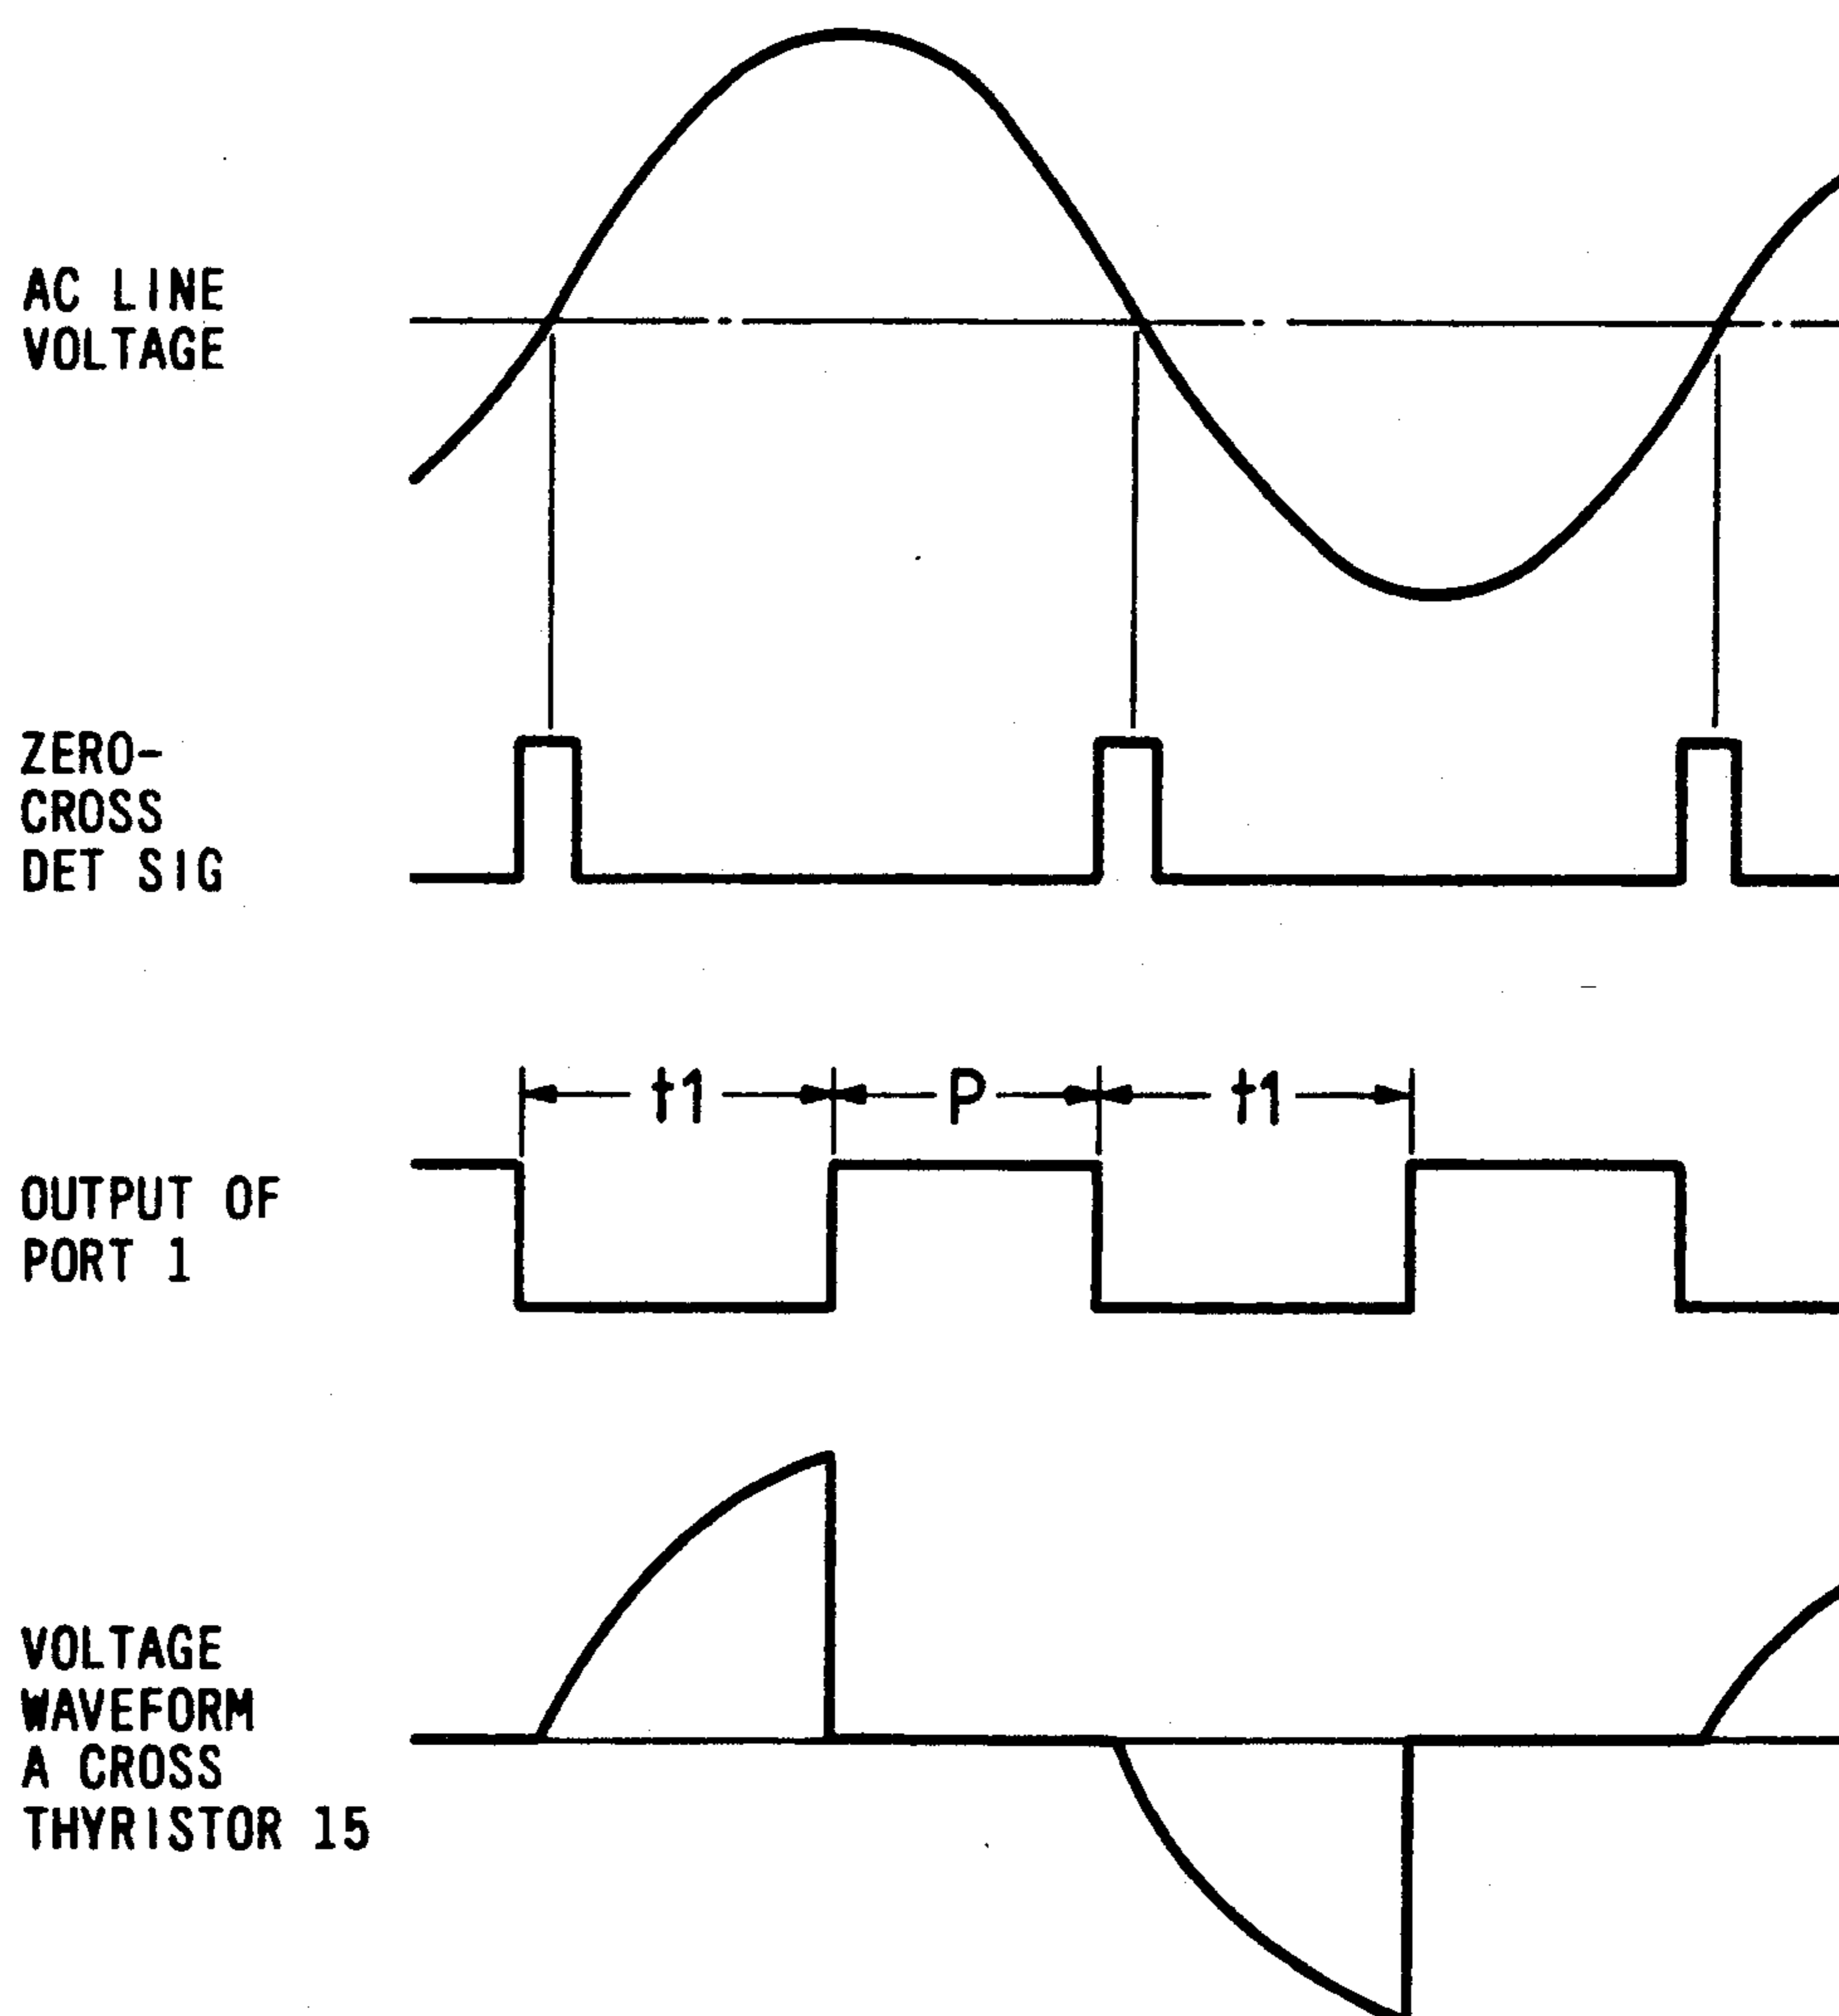 AC LINE
VOLTAGE
ZERO-
CROSS
DET SIG
t1 P t1
OUTPUT OF
PORT 1
VOLTAGE
WAVEFORM
A CROSS
THYRISTOR 15